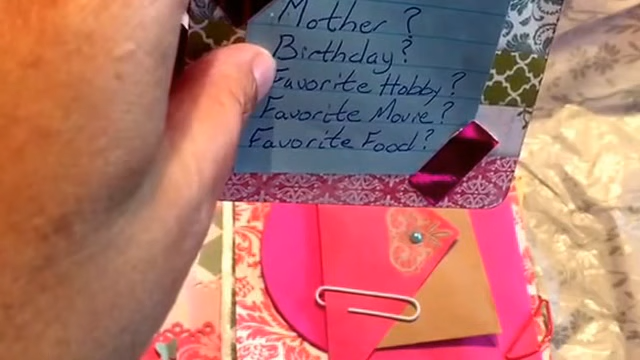 Mother?
Birthday?
Favorite Hobby?
Favorite Movie?
Favorite Food?